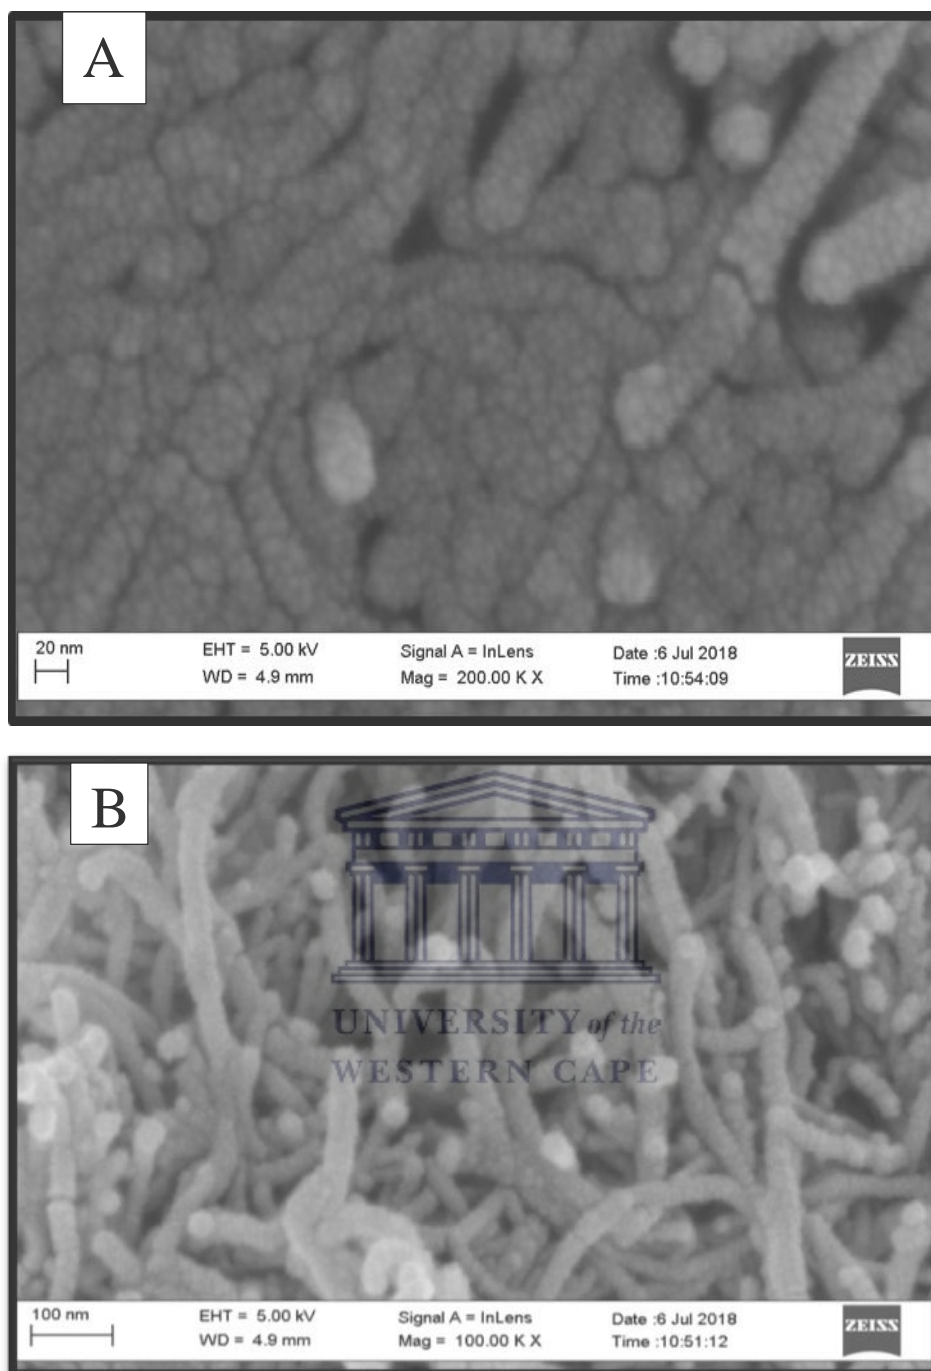 A
20 nm
EHT = 5.00 kV
Signal A = InLens
Date :6 Jul 2018
ZEISS
WD = 4.9 mm
Mag = 200.00 K X
Time :10:54:09
B
UNIVERSITY of the
WESTERN CAPE
100 nm
EHT = 5.00 kV
Signal A = InLens
Date :6 Jul 2018
ZEISS
WD = 4.9 mm
Mag = 100.00 K X
Time :10:51:12